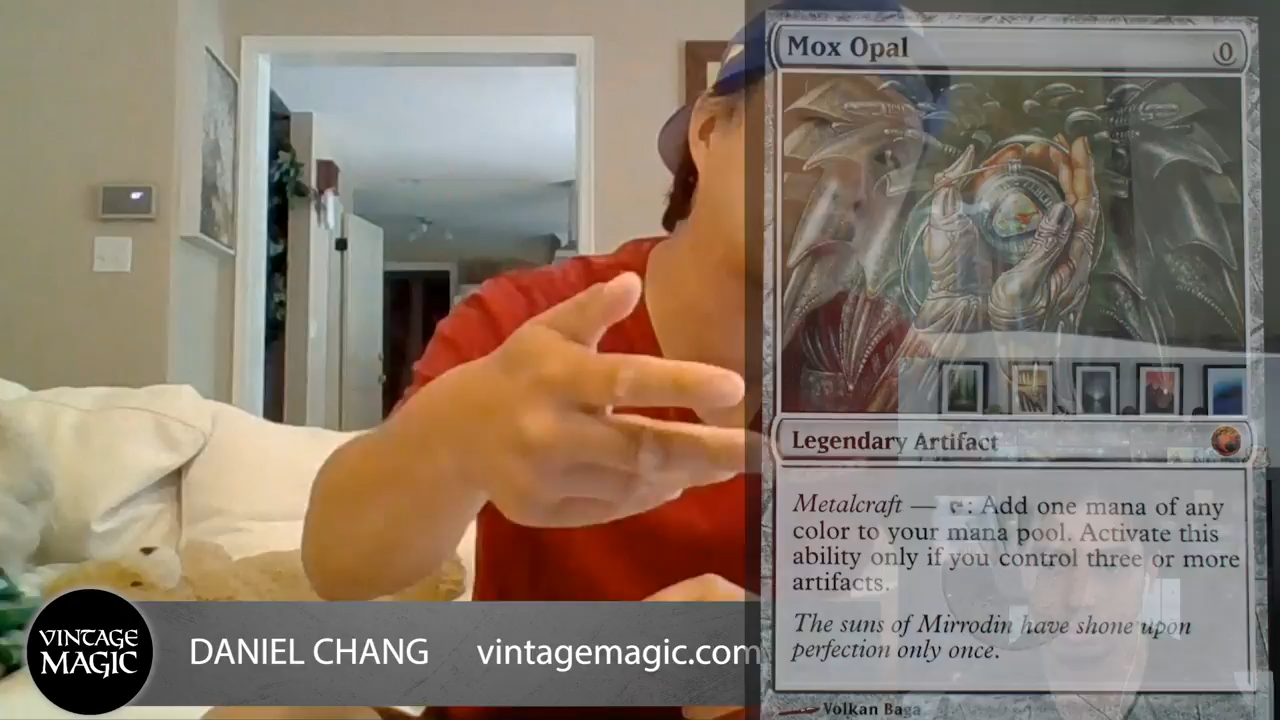 Mox Opal
0
Legendary Artifact
Metalcraft — : Add one mana of any
color to your mana pool. Activate this
ability only if you control three or more
artifacts.
The suns of Mirrodin have shone upon
perfection only once.
Volkan Baga
VINTAGE
MAGIC
DANIEL CHANG
vintagemagic.com